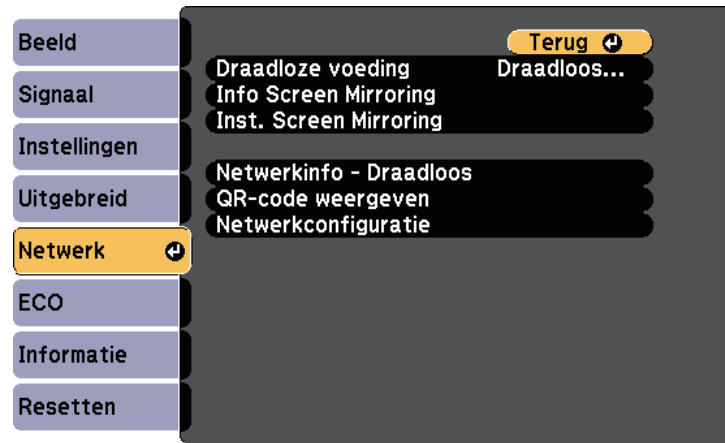 Beeld
Signaal
Instellingen
Uitgebreid
Netwerk
ECO
Informatie
Resetten
Terug
Draadloze voeding Draadloos...
Info Screen Mirroring
Inst. Screen Mirroring
Netwerkinfo - Draadloos
QR-code weergeven
Netwerkconfiguratie